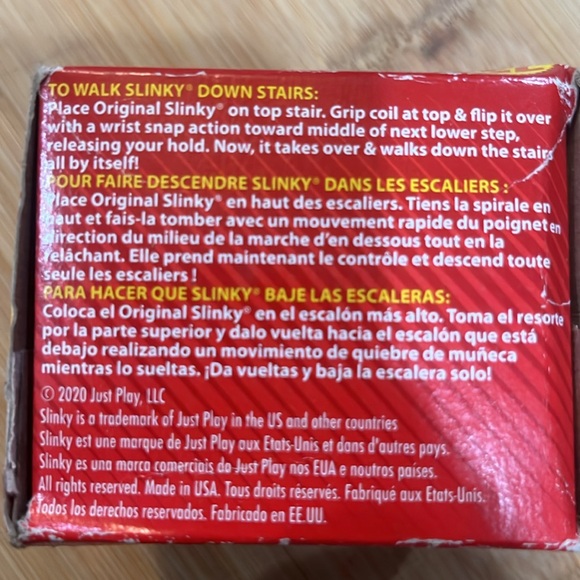 TO WALK SLINKY® DOWN STAIRS:
Place Original Slinky® on top stair. Grip coil at top & flip it over
with a wrist snap action toward middle of next lower step,
releasing your hold. Now, it takes over & walks down the stairs
all by itself!
POUR FAIRE DESCENDRE SLINKY® DANS LES ESCALIERS :
Place Original Slinky® en haut des escaliers. Tiens la spirale en
haut et fais-la tomber avec un mouvement rapide du poignet en
direction du milieu de la marche d'en dessous tout en la
relâchant. Elle prend maintenant le contrôle et descend toute
seule les escaliers !
PARA HACER QUE SLINKY® BAJE LAS ESCALERAS:
Coloca el Original Slinky® en el escalón más alto. Toma el resorte
por la parte superior y dalo vuelta hacia el escalón que está
debajo realizando un movimiento de quiebre de muñeca
mientras lo sueltas. ¡Da vueltas y baja la escalera solo!
© 2020 Just Play, LLC
Slinky is a trademark of Just Play in the US and other countries
Slinky est une marque de Just Play aux Etats-Unis et dans d'autres pays.
Slinky es una marca comerciais do Just Play nos EUA e noutros países.
All rights reserved. Made in USA. Tous droits réservés. Fabriqué aux Etats-Unis.
Todos los derechos reservados. Fabricado en EE.UU.